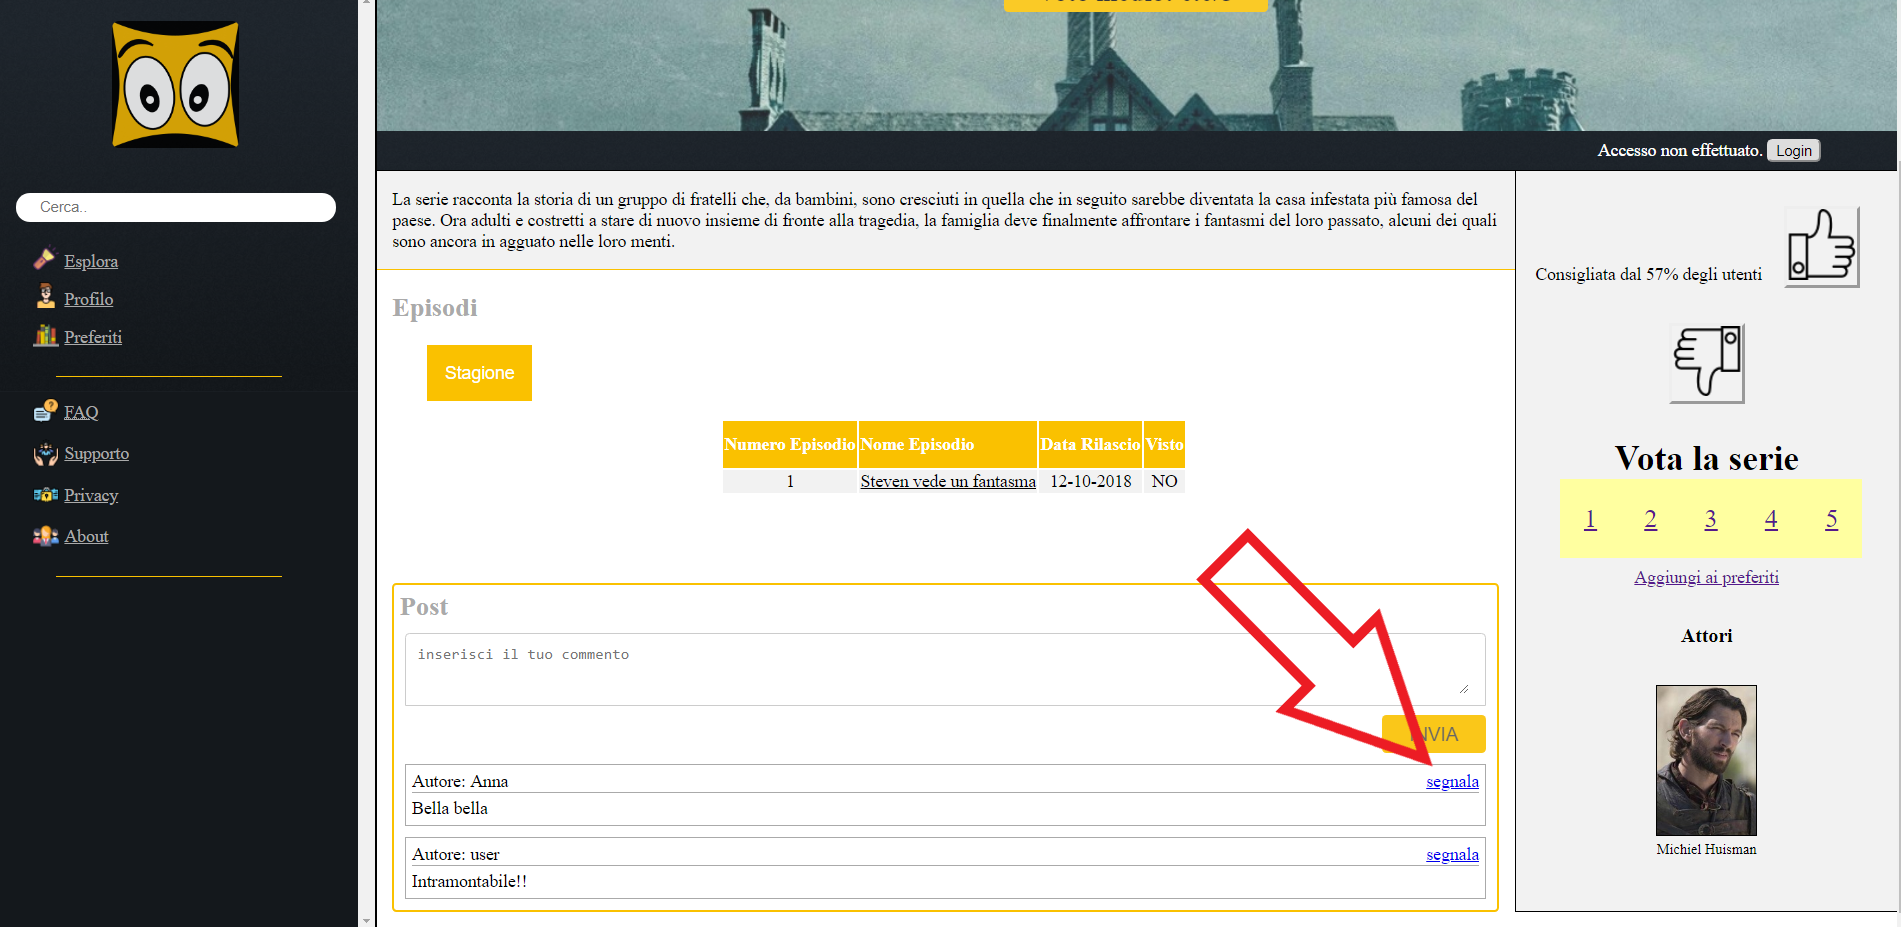 Cerca..
Esplora
Profilo
Preferiti
FAQ
Supporto
Privacy
About
Accesso non effettuato. Login
La serie racconta la storia di un gruppo di fratelli che, da bambini, sono cresciuti in quella che in seguito sarebbe diventata la casa infestata più famosa del
paese. Ora adulti e costretti a stare di nuovo insieme di fronte alla tragedia, la famiglia deve finalmente affrontare i fantasmi del loro passato, alcuni dei quali
sono ancora in agguato nelle loro menti.
Episodi
Stagione
Numero Episodio Nome Episodio Data Rilascio Visto
1 Steven vede un fantasma 12-10-2018 NO
Post
inserisci il tuo commento
INVIA
Autore: Anna segnala
Bella bella
Autore: user segnala
Intramontabile!!
Consigliata dal 57% degli utenti
Vota la serie
1 2 3 4 5
Aggiungi ai preferiti
Attori
Michiel Huisman